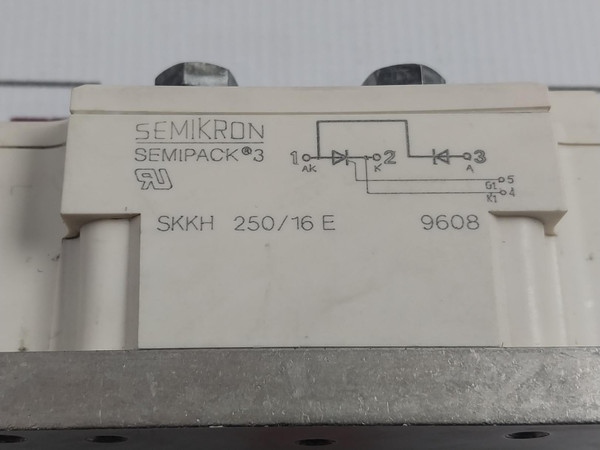 SEMIKRON
SEMIPACK® 3
1 2 3
AK K A
G1 5
K1 4
SKKH 250/16 E 9608